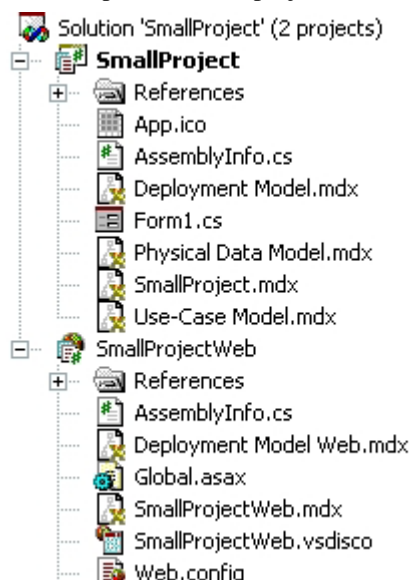 Solution 'SmallProject' (2 projects)
SmallProject
References
App.ico
AssemblyInfo.cs
Deployment Model.mdx
Form1.cs
Physical Data Model.mdx
SmallProject.mdx
Use-Case Model.mdx
SmallProjectWeb
References
AssemblyInfo.cs
Deployment Model Web.mdx
Global.asax
SmallProjectWeb.mdx
SmallProjectWeb.vsdisco
Web.config